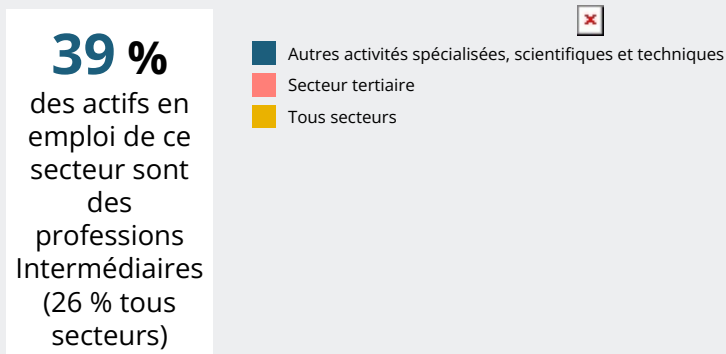 39 %
des actifs en
emploi de ce
secteur sont
des
professions
Intermédiaires
(26 % tous
secteurs)
Autres activités spécialisées, scientifiques et techniques
Secteur tertiaire
Tous secteurs